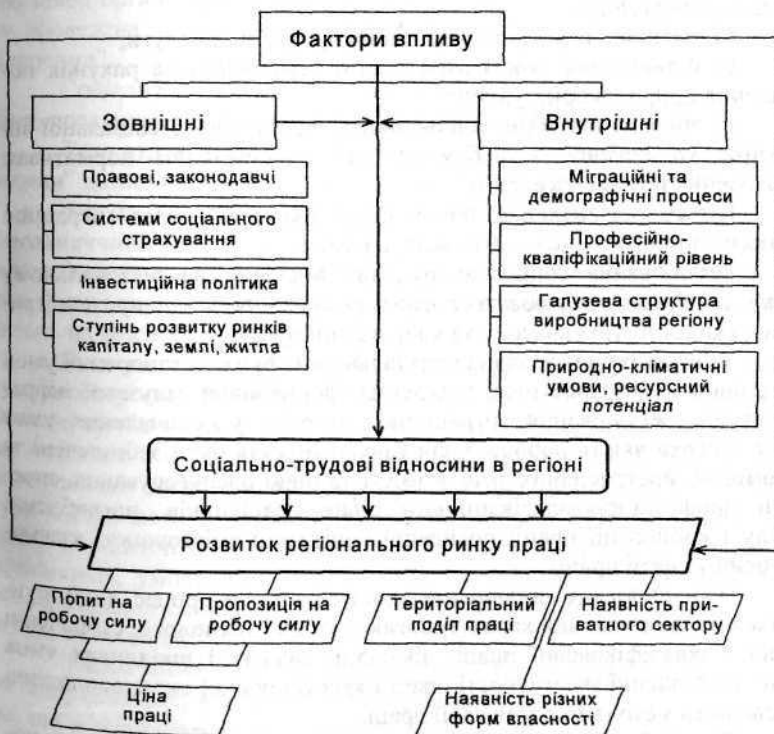 Фактори впливу
Зовнішні
Внутрішні
Правові, законодавчі
Системи соціального
страхування
Інвестиційна політика
Ступінь розвитку ринків
капіталу, землі, житла
Міграційні та
демографічні процеси
Професійно-
кваліфікаційний рівень
Галузева структура
виробництва регіону
Природно-кліматичні
умови, ресурсний
потенціал
Соціально-трудові відносини в регіоні
Розвиток регіонального ринку праці
Попит на
робочу силу
Пропозиція на
робочу силу
Територіальний
поділ праці
Наявність при-
ватного сектору
Ціна
праці
Наявність різних
форм власності